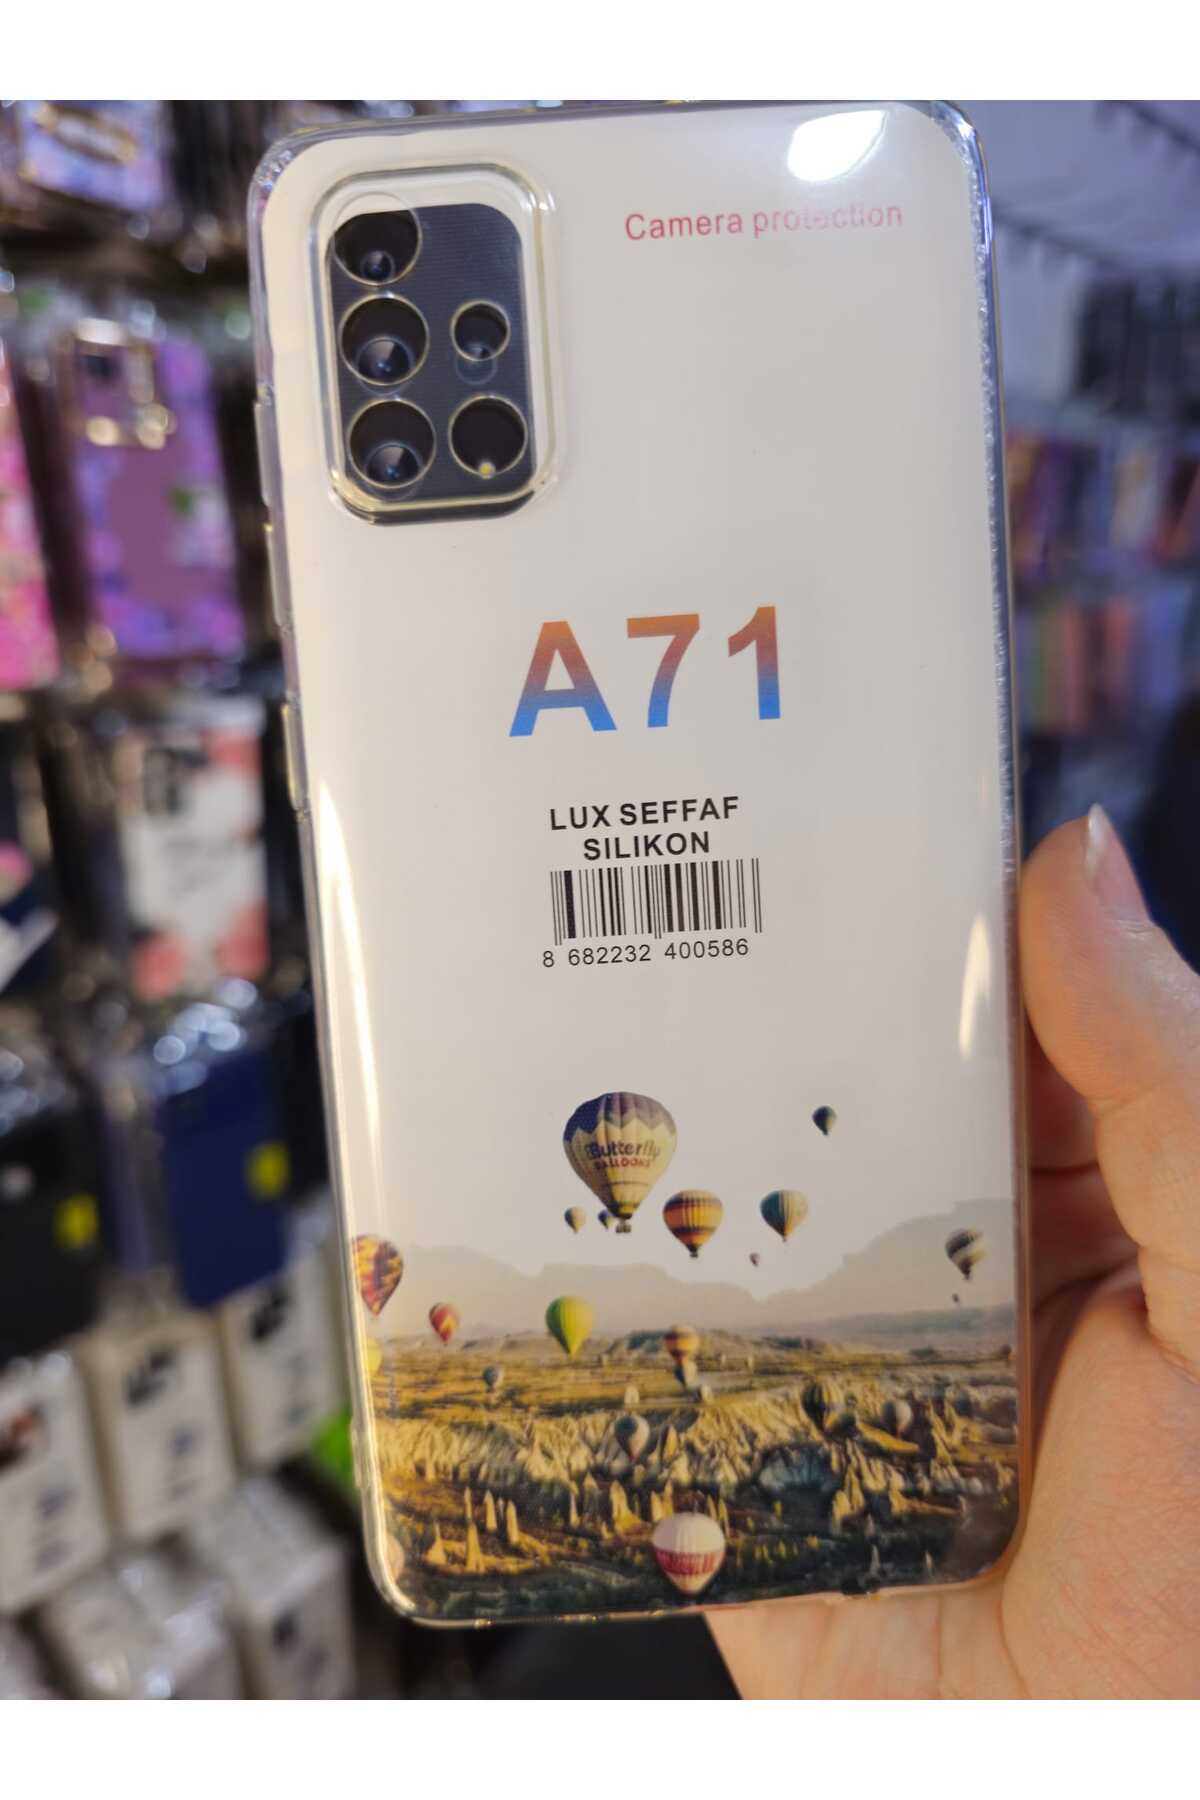 Camera protection
A71
LUX SEFFAF
SILIKON
8 682232 400586
Butterfly
BALLOONS